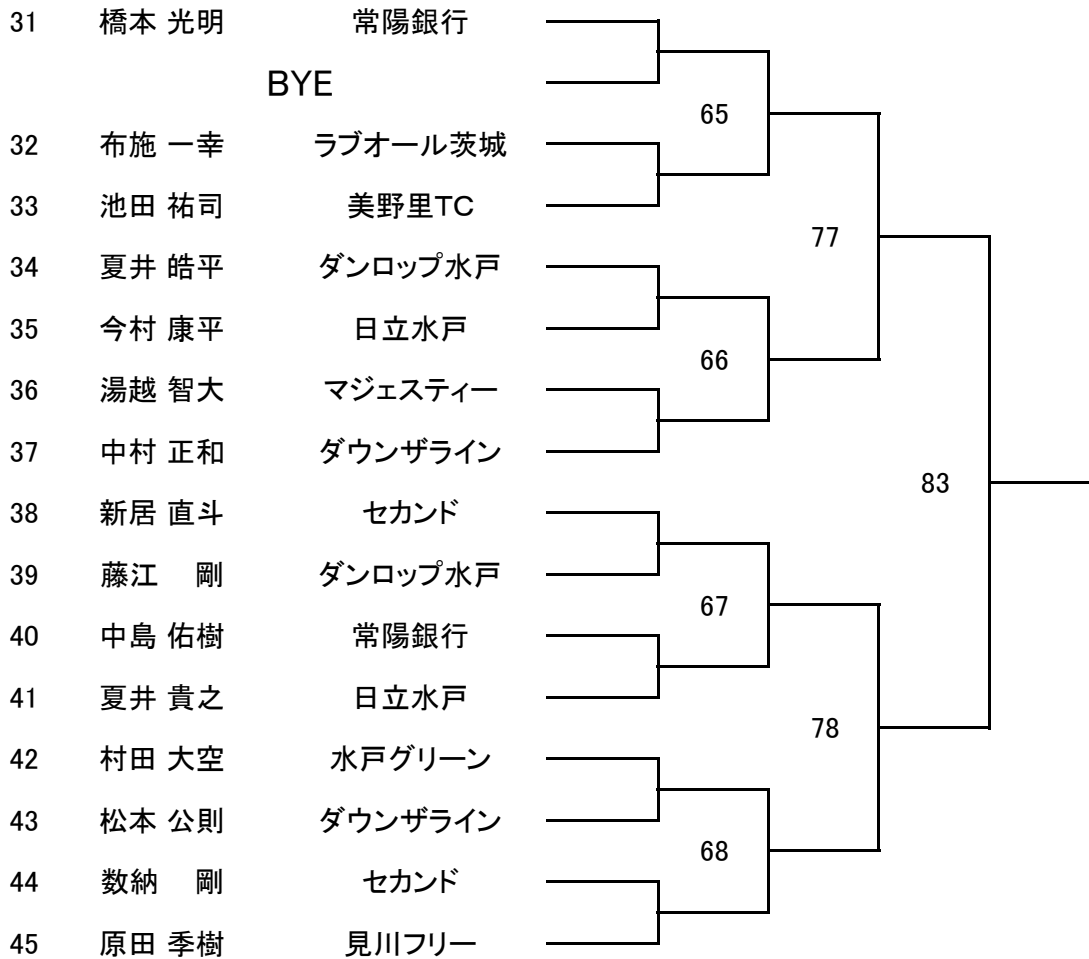 31 橋本 光明 常陽銀行
BYE
65
32 布施 一幸 ラブオール茨城
33 池田 祐司 美野里TC
77
34 夏井 皓平 ダンロップ水戸
35 今村 康平 日立水戸
66
36 湯越 智大 マジェスティー
37 中村 正和 ダウンザライン
83
38 新居 直斗 セカンド
39 藤江 剛 ダンロップ水戸
67
40 中島 佑樹 常陽銀行
41 夏井 貴之 日立水戸
78
42 村田 大空 水戸グリーン
43 松本 公則 ダウンザライン
68
44 数納 剛 セカンド
45 原田 季樹 見川フリー